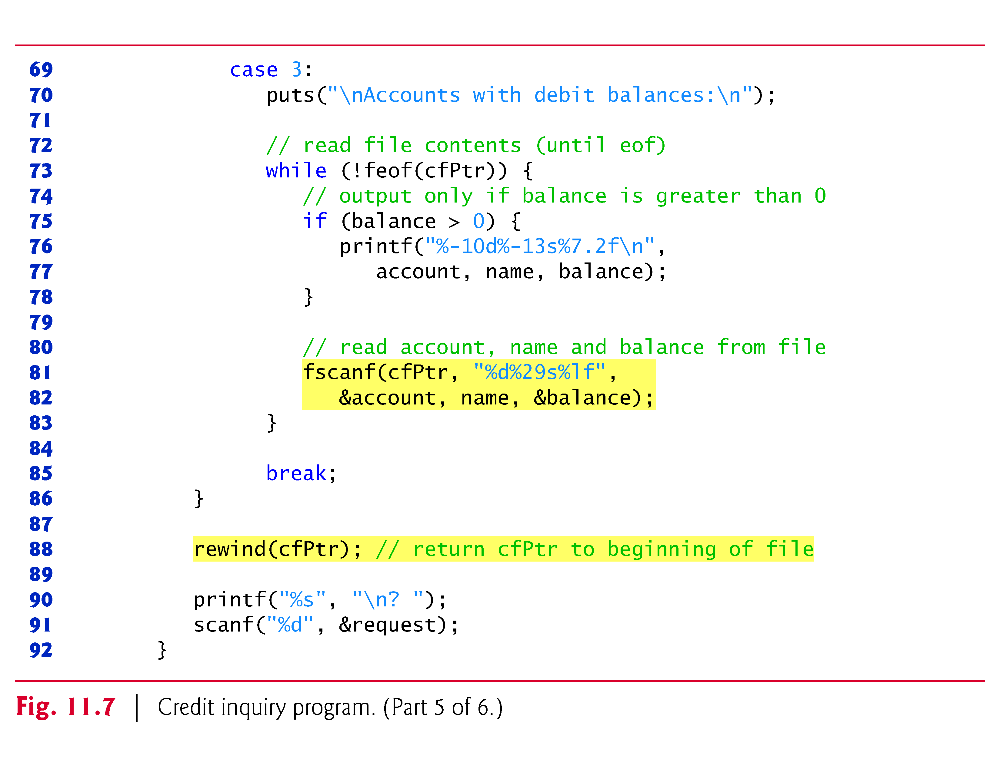 69 case 3:
70 puts("\nAccounts with debit balances:\n");
71
72 // read file contents (until eof)
73 while (!feof(cfPtr)) {
74 // output only if balance is greater than 0
75 if (balance > 0) {
76 printf("%-10d%-13s%7.2f\n",
77 account, name, balance);
78 }
79
80 // read account, name and balance from file
81 fscanf(cfPtr, "%d%29s%lf",
82 &account, name, &balance);
83 }
84
85 break;
86 }
87
88 rewind(cfPtr); // return cfPtr to beginning of file
89
90 printf("%s", "\n? ");
91 scanf("%d", &request);
92 }
Fig. 11.7 | Credit inquiry program. (Part 5 of 6.)